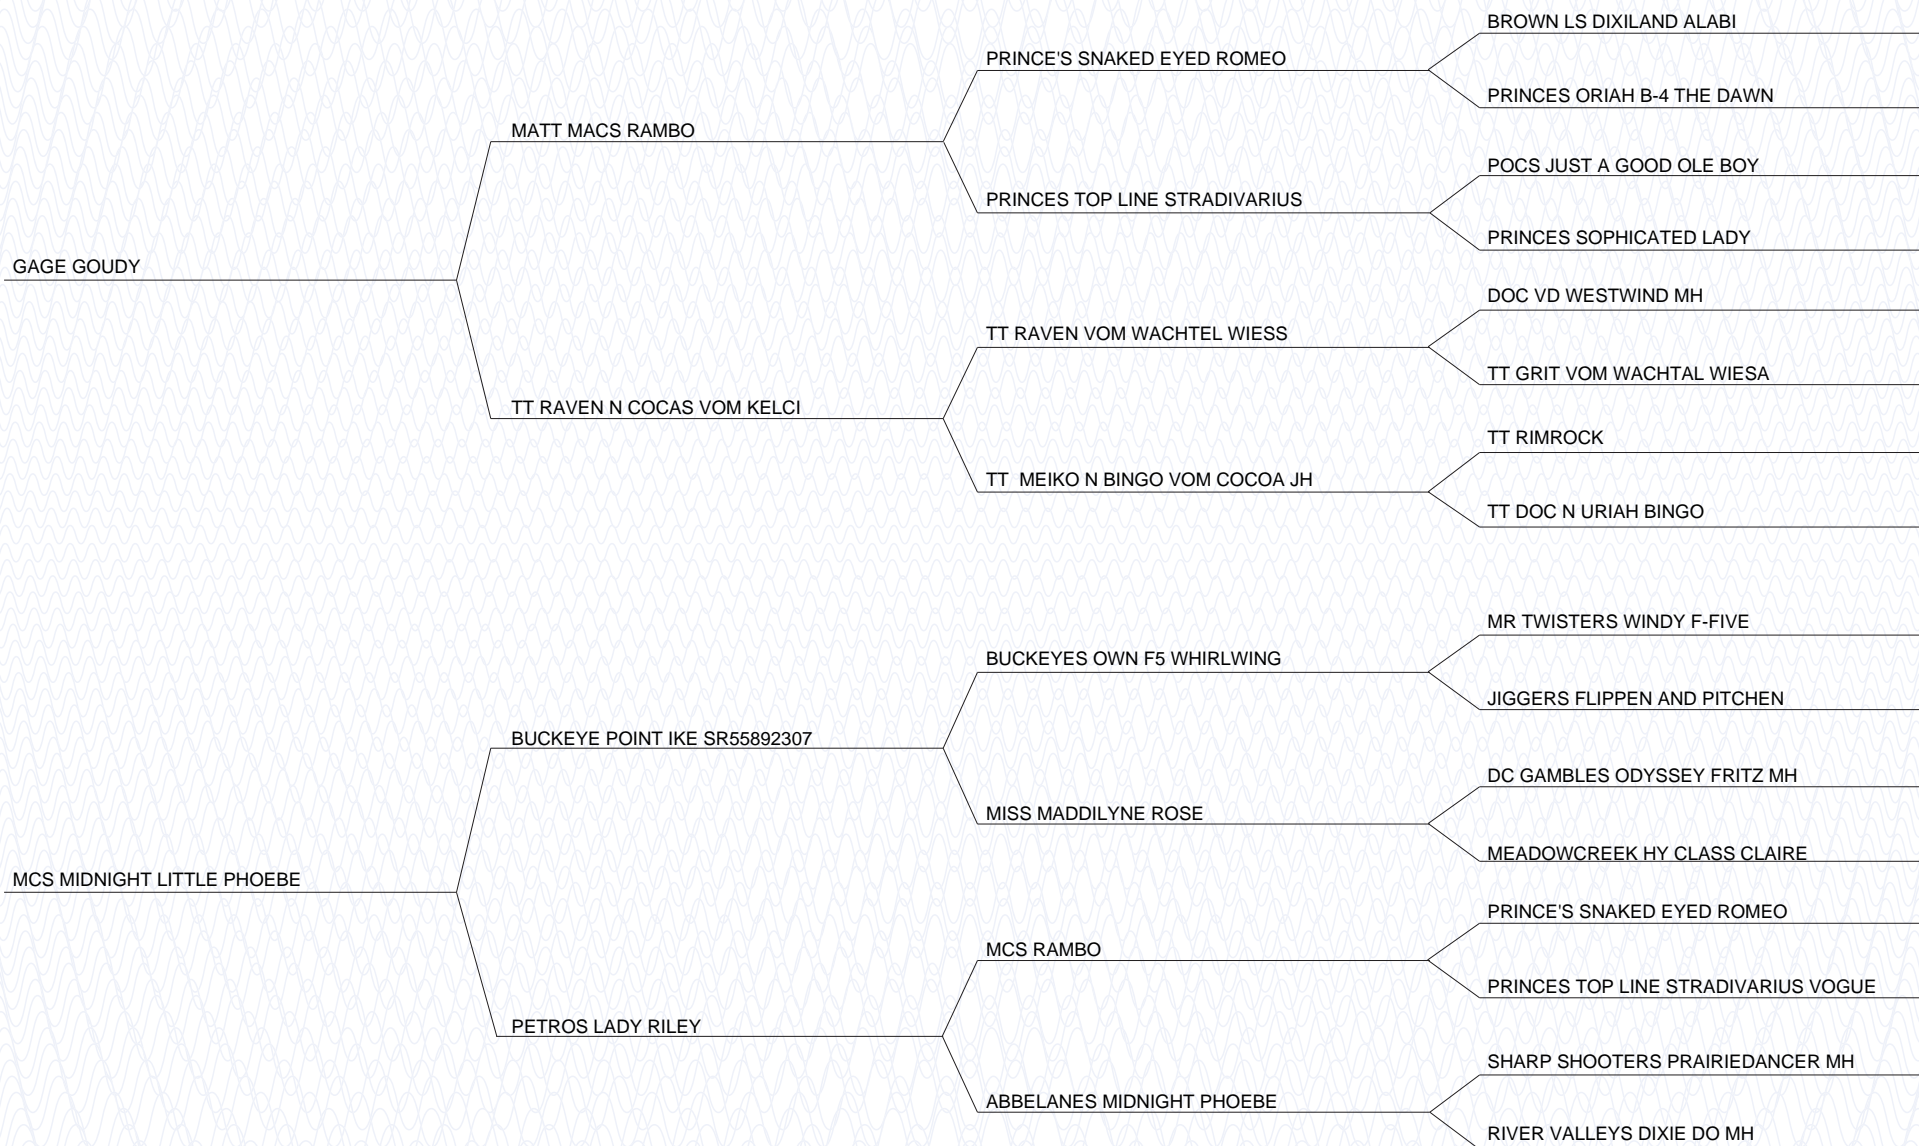 BROWN LS DIXILAND ALABI
PRINCE'S SNAKED EYED ROMEO
PRINCES ORIAH B-4 THE DAWN
MATT MACS RAMBO
POCS JUST A GOOD OLE BOY
PRINCES TOP LINE STRADIVARIUS
PRINCES SOPHICATED LADY
GAGE GOUDY
DOC VD WESTWIND MH
TT RAVEN VOM WACHTEL WIESS
TT GRIT VOM WACHTAL WIESA
TT RAVEN N COCAS VOM KELCI
TT RIMROCK
TT  MEIKO N BINGO VOM COCOA JH
TT DOC N URIAH BINGO
MR TWISTERS WINDY F-FIVE
BUCKEYES OWN F5 WHIRLWING
JIGGERS FLIPPEN AND PITCHEN
BUCKEYE POINT IKE SR55892307
DC GAMBLES ODYSSEY FRITZ MH
MISS MADDILYNE ROSE
MEADOWCREEK HY CLASS CLAIRE
MCS MIDNIGHT LITTLE PHOEBE
PRINCE'S SNAKED EYED ROMEO
MCS RAMBO
PRINCES TOP LINE STRADIVARIUS VOGUE
PETROS LADY RILEY
SHARP SHOOTERS PRAIRIEDANCER MH
ABBELANES MIDNIGHT PHOEBE
RIVER VALLEYS DIXIE DO MH